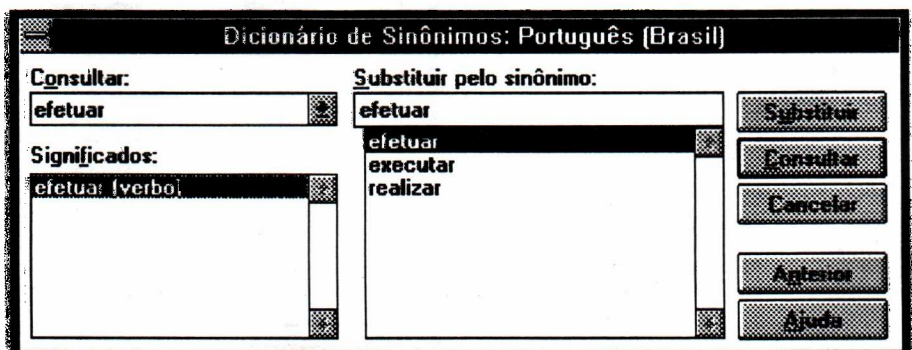 Dicionário de Sinônimos: Português (Brasil)
Consultar:
efetuar
Significados:
efetuar (verbo)
Substituir pelo sinônimo:
efetuar
efetuar
executar
realizar
Substituir
Consultar
Cancelar
Anterior
Ajuda